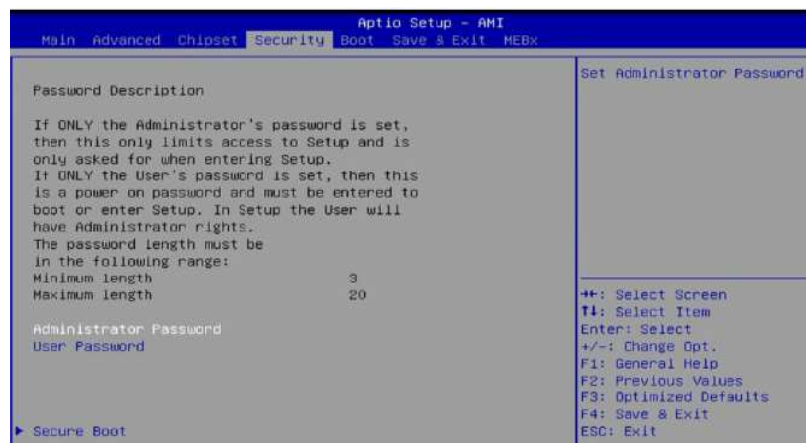 Aptio Setup - AMI
Main Advanced Chipset Security Boot Save & Exit MEBx
Password Description
If ONLY the Administrator's password is set,
then this only limits access to Setup and is
only asked for when entering Setup.
If ONLY the User's password is set, then this
is a power on password and must be entered to
boot or enter Setup. In Setup the User will
have Administrator rights.
The password length must be
in the following range:
Minimum length 3
Maximum length 20
Administrator Password
User Password
▶ Secure Boot
Set Administrator Password
→←: Select Screen
↑↓: Select Item
Enter: Select
+/-: Change Opt.
F1: General Help
F2: Previous Values
F3: Optimized Defaults
F4: Save & Exit
ESC: Exit